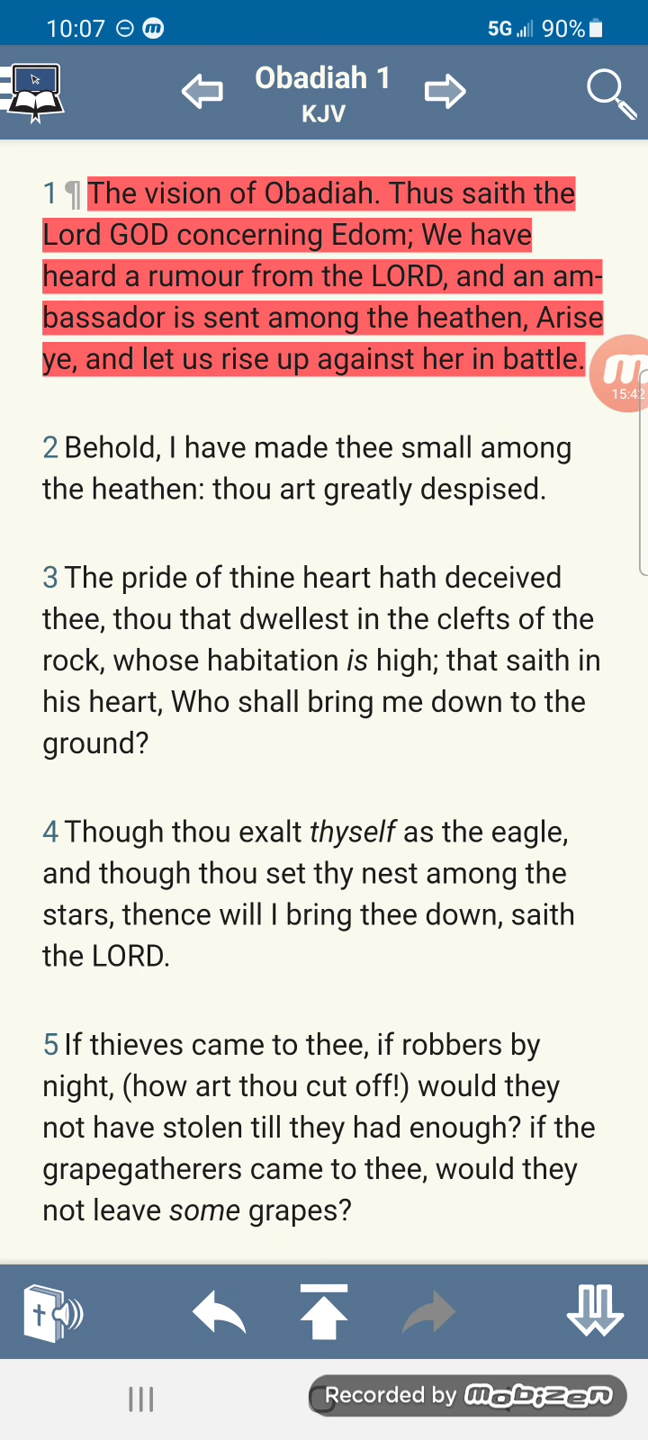 10:07 m 5G 90%
Obadiah 1
KJV
1 ¶ The vision of Obadiah. Thus saith the
Lord GOD concerning Edom; We have
heard a rumour from the LORD, and an am-
bassador is sent among the heathen, Arise
ye, and let us rise up against her in battle.
m
15:42
2 Behold, I have made thee small among
the heathen: thou art greatly despised.
3 The pride of thine heart hath deceived
thee, thou that dwellest in the clefts of the
rock, whose habitation is high; that saith in
his heart, Who shall bring me down to the
ground?
4 Though thou exalt thyself as the eagle,
and though thou set thy nest among the
stars, thence will I bring thee down, saith
the LORD.
5 If thieves came to thee, if robbers by
night, (how art thou cut off!) would they
not have stolen till they had enough? if the
grapegatherers came to thee, would they
not leave some grapes?
Recorded by mobizen